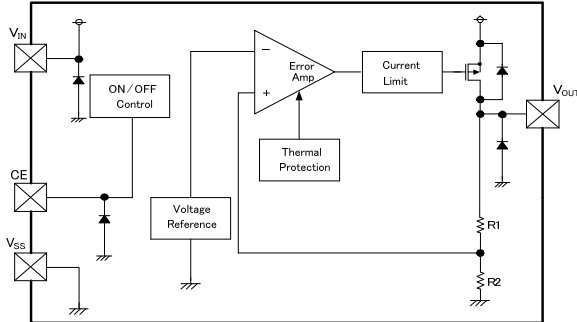 VIN
ON/OFF
Control
CE
VSS
−
+
Error
Amp
Current
Limit
Thermal
Protection
Voltage
Reference
VOUT
R1
R2